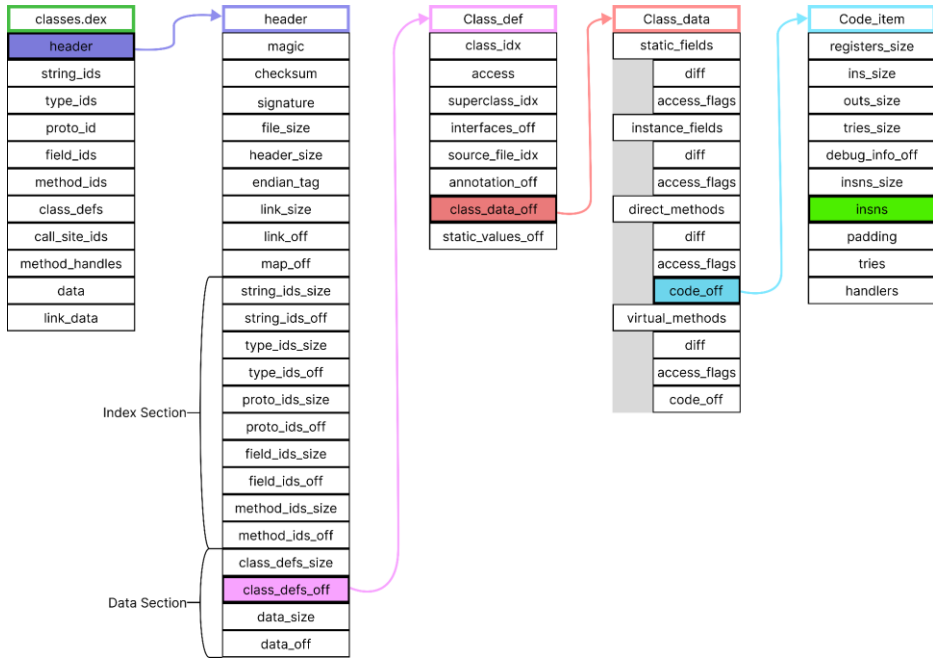 classes.dex
header
string_ids
type_ids
proto_id
field_ids
method_ids
class_defs
call_site_ids
method_handles
data
link_data
Index Section
Data Section
header
magic
checksum
signature
file_size
header_size
endian_tag
link_size
link_off
map_off
string_ids_size
string_ids_off
type_ids_size
type_ids_off
proto_ids_size
proto_ids_off
field_ids_size
field_ids_off
method_ids_size
method_ids_off
class_defs_size
class_defs_off
data_size
data_off
Class_def
class_idx
access
superclass_idx
interfaces_off
source_file_idx
annotation_off
class_data_off
static_values_off
Class_data
static_fields
diff
access_flags
instance_fields
diff
access_flags
direct_methods
diff
access_flags
code_off
virtual_methods
diff
access_flags
code_off
Code_item
registers_size
ins_size
outs_size
tries_size
debug_info_off
insns_size
insns
padding
tries
handlers